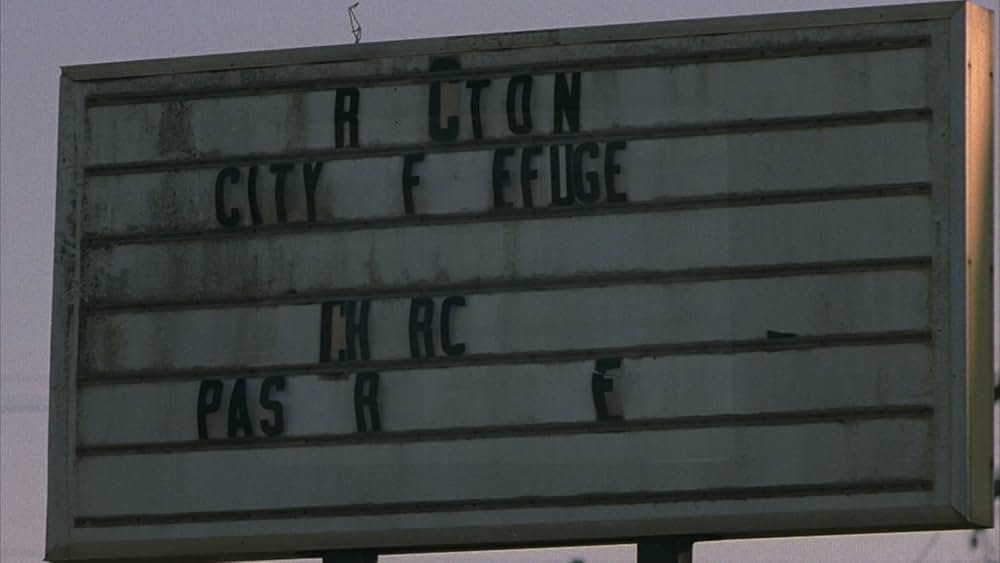 R CTON
CITY F EFUGE
CH RC
PAS R E